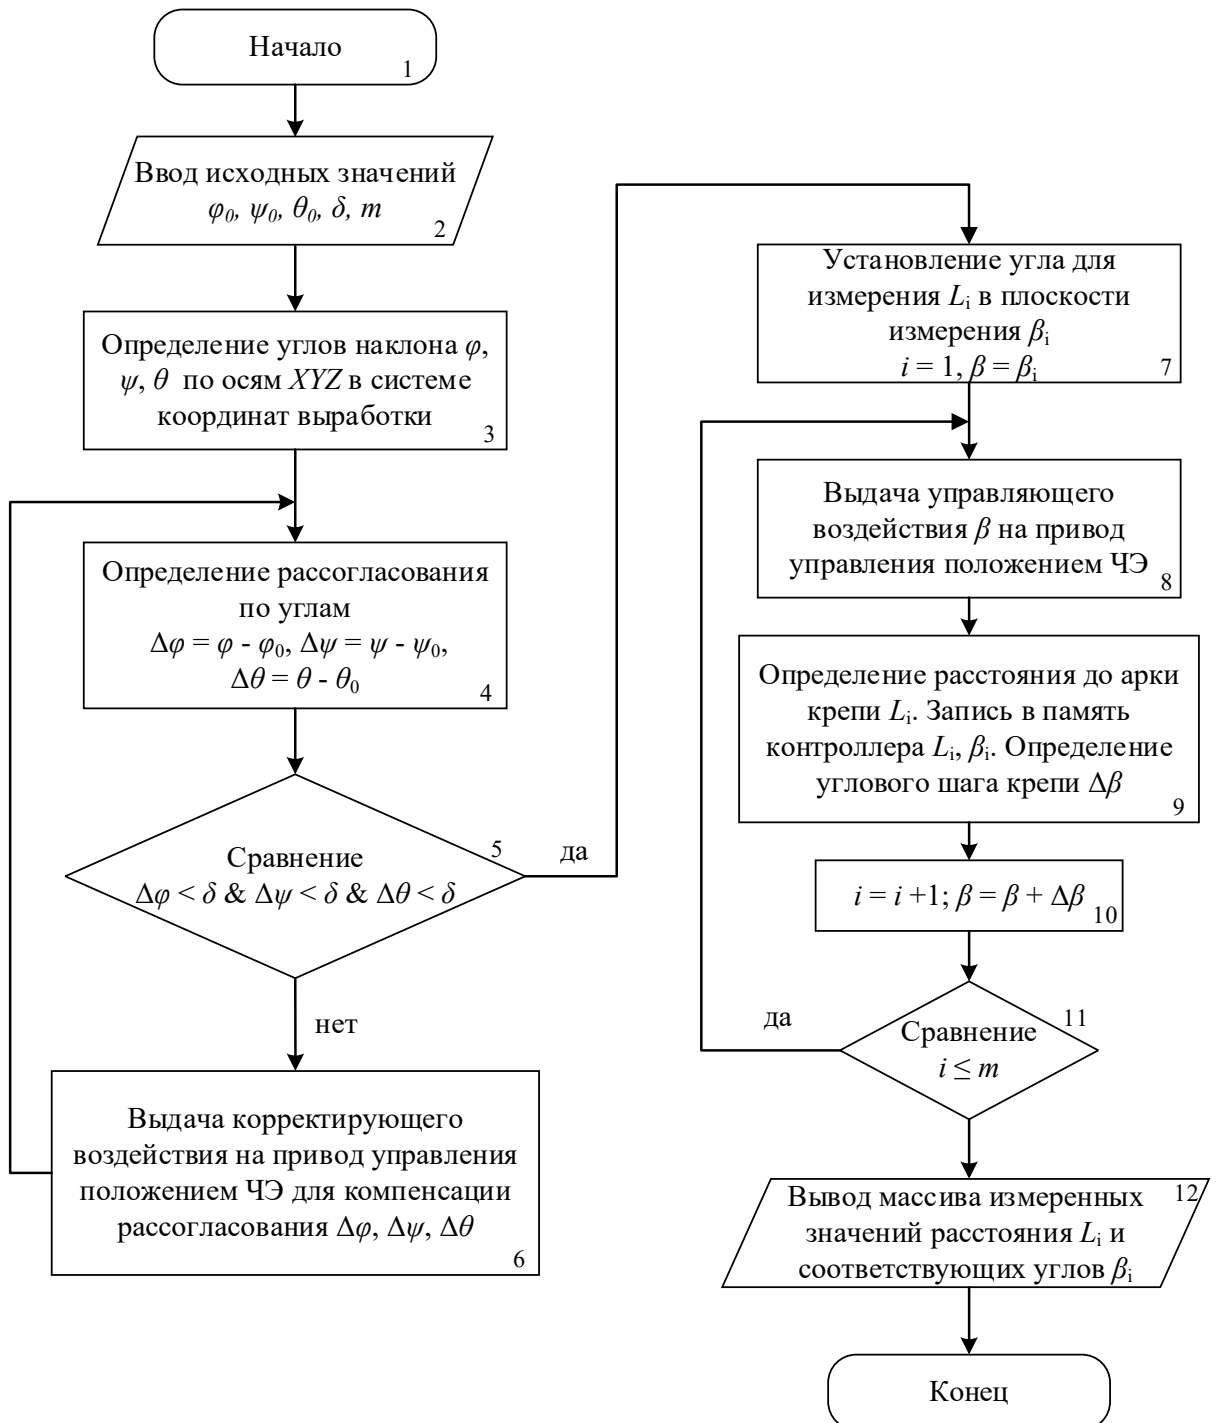 Начало
1
Ввод исходных значений
φ0, ψ0, θ0, δ, m
2
Определение углов наклона φ,
ψ, θ по осям XYZ в системе
координат выработки
3
Определение рассогласования
по углам
Δφ = φ - φ0, Δψ = ψ - ψ0,
Δθ = θ - θ0
4
Сравнение
Δφ < δ & Δψ < δ & Δθ < δ
5
да
нет
Выдача корректирующего
воздействия на привод управления
положением ЧЭ для компенсации
рассогласования Δφ, Δψ, Δθ
6
Установление угла для
измерения Li в плоскости
измерения βi
i = 1, β = βi
7
Выдача управляющего
воздействия β на привод
управления положением ЧЭ
8
Определение расстояния до арки
крепи Li. Запись в память
контроллера Li, βi. Определение
углового шага крепи Δβ
9
i = i +1; β = β + Δβ
10
Сравнение
i ≤ m
11
да
Вывод массива измеренных
значений расстояния Li и
соответствующих углов βi
12
Конец